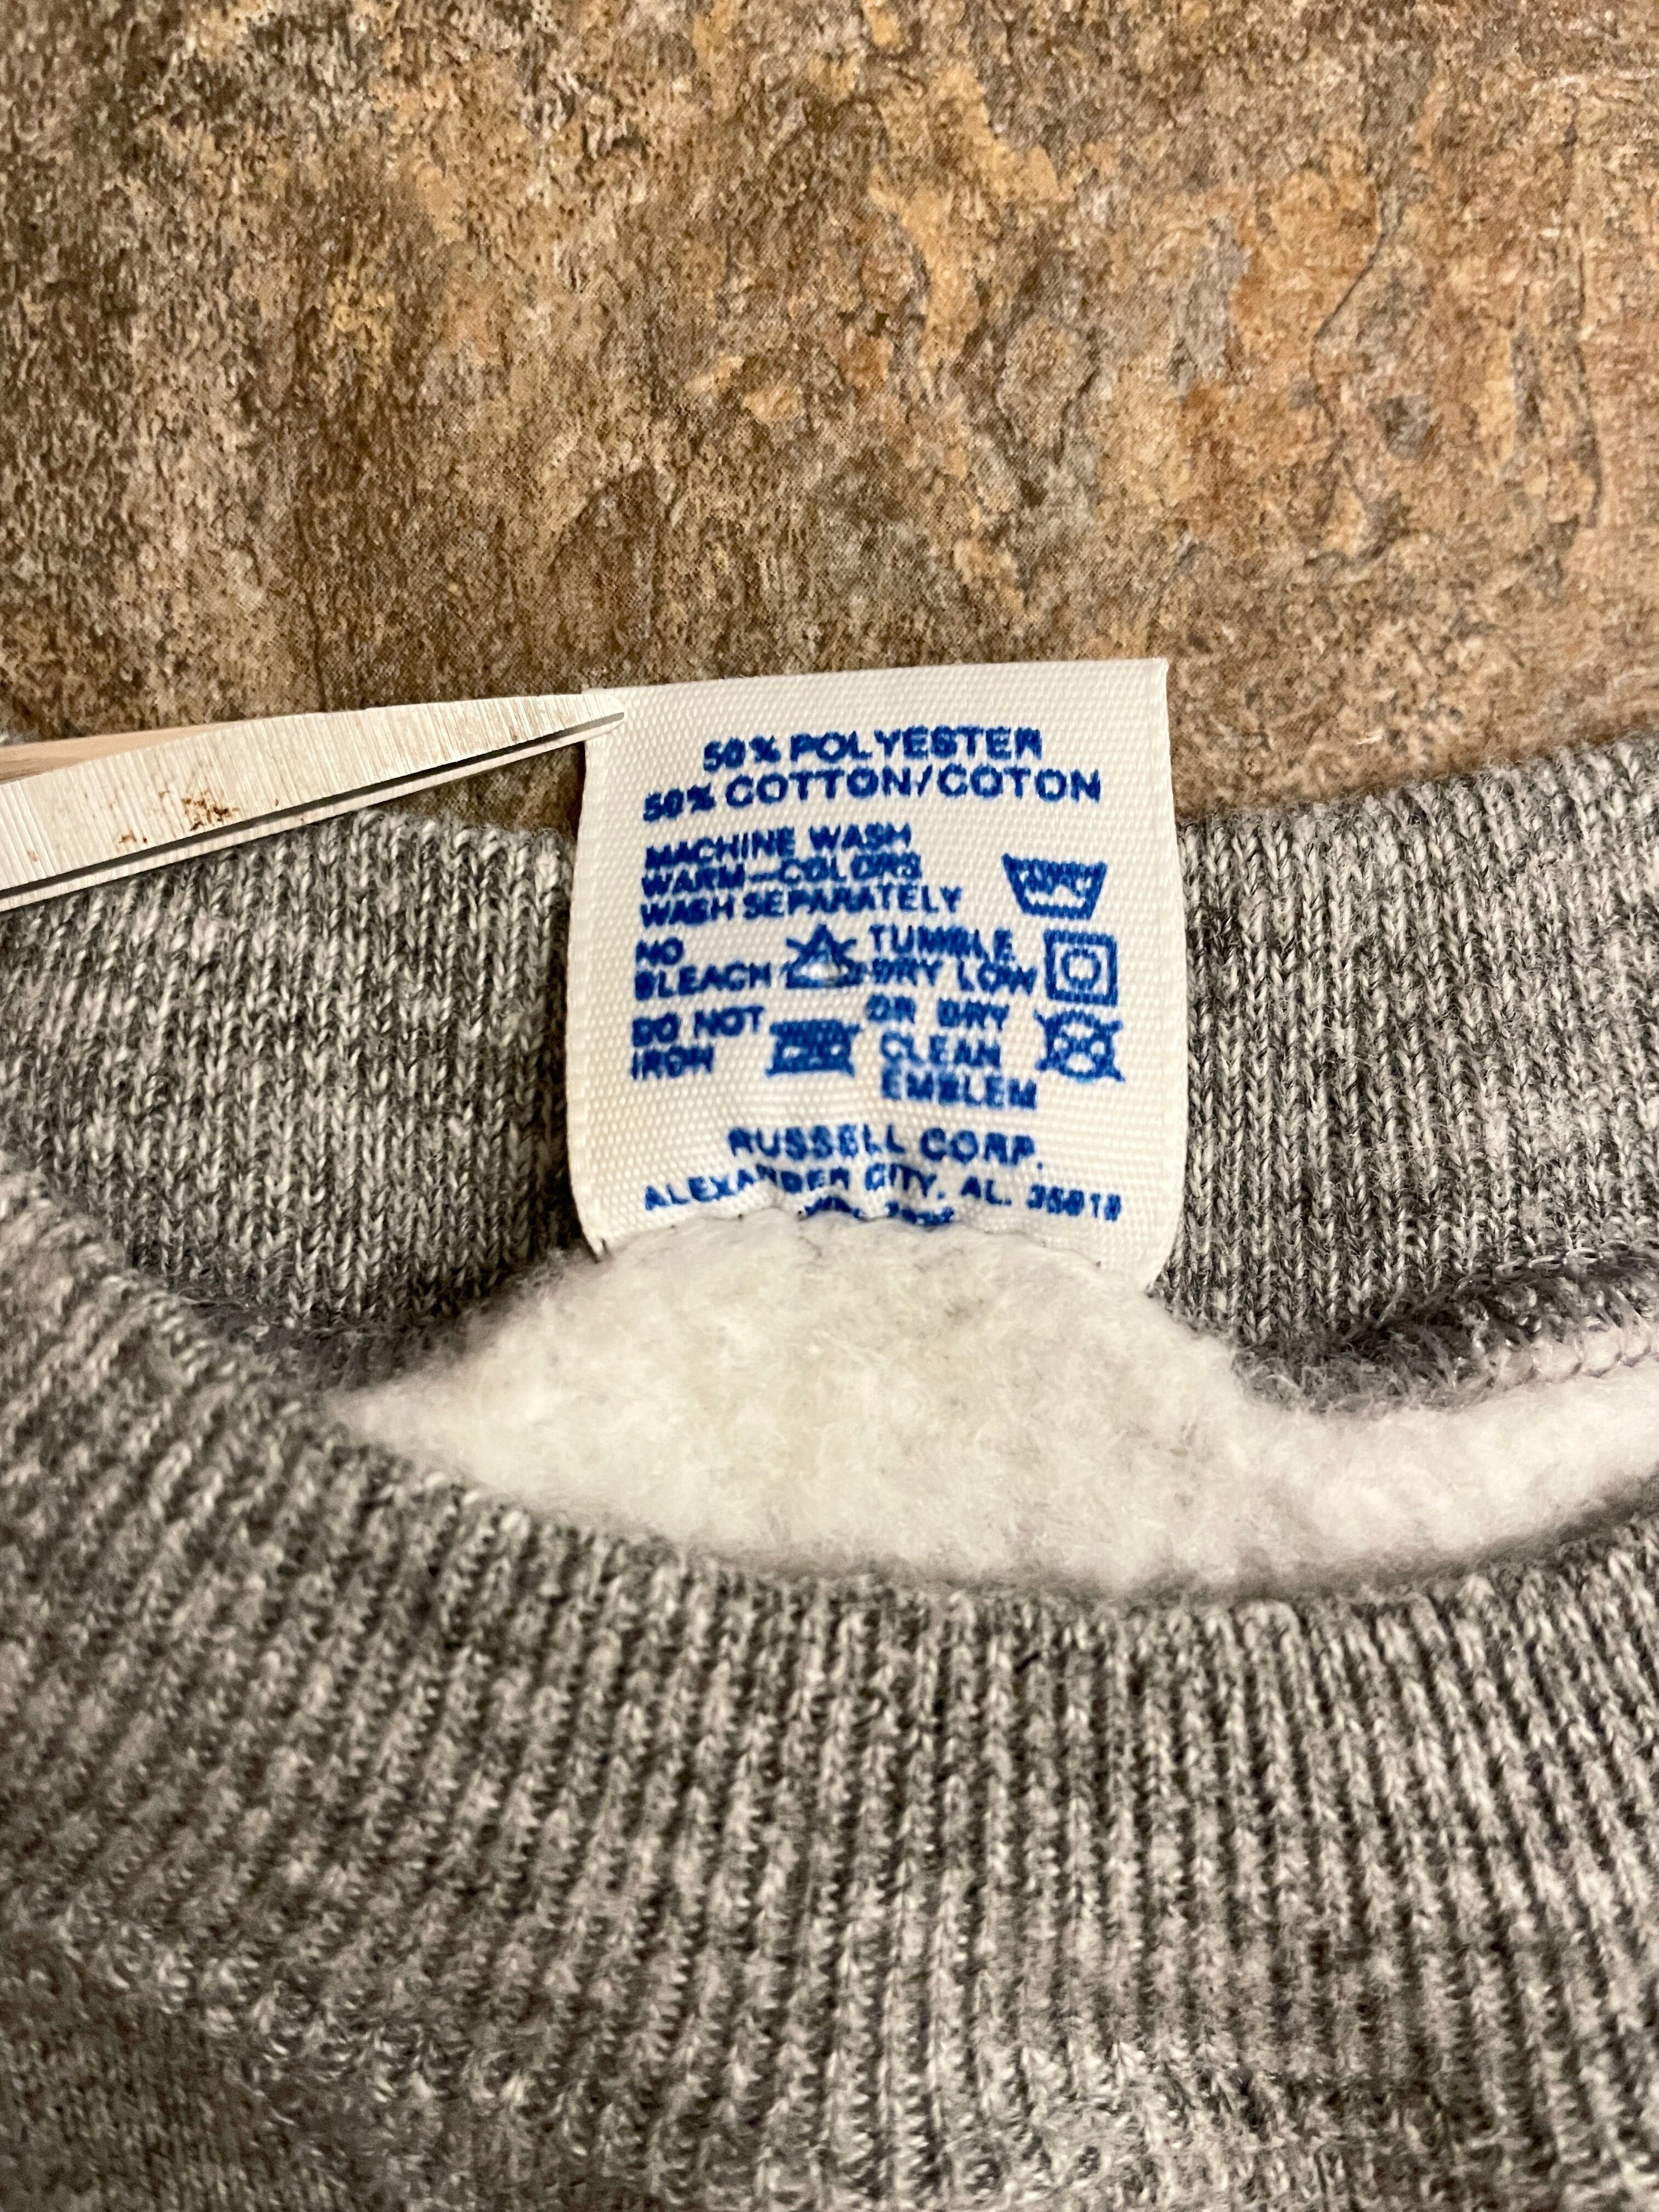 50% POLYESTER
50% COTTON/COTON
MACHINE WASH
WARM-COLORS
WASH SEPARATELY
NO
BLEACH
TUMBLE
DRY LOW
DO NOT
IRON
OR DRY
CLEAN
EMBLEM
RUSSELL CORP.
ALEXANDER CITY, AL. 35010